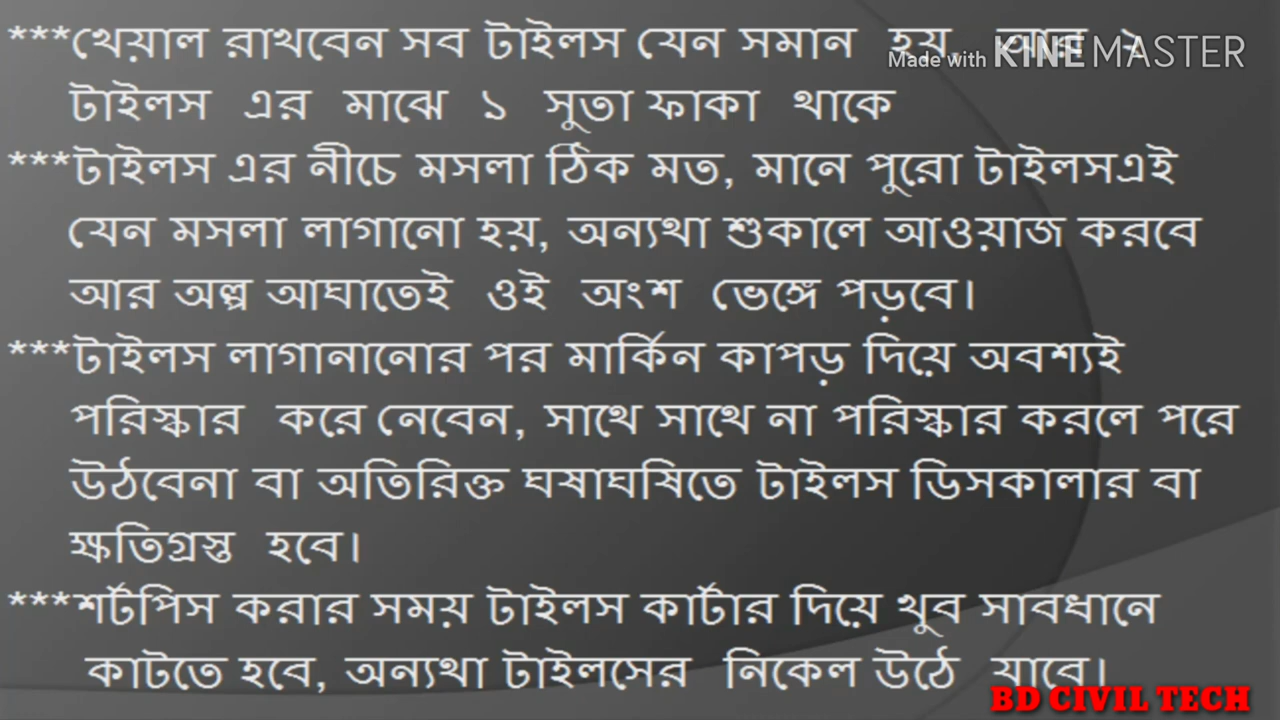 ***খেয়াল রাখবেন সব টাইলস যেন সমান হয়, আর ২
Made with KINEMASTER
টাইলস এর মাঝে ১ সুতা ফাকা থাকে
***টাইলস এর নীচে মসলা ঠিক মত, মানে পুরো টাইলসএই
যেন মসলা লাগানো হয়, অন্যথা শুকালে আওয়াজ করবে
আর অল্প আঘাতেই ওই অংশ ভেঙ্গে পড়বে।
***টাইলস লাগানানোর পর মার্কিন কাপড় দিয়ে অবশ্যই
পরিস্কার করে নেবেন, সাথে সাথে না পরিস্কার করলে পরে
উঠবেনা বা অতিরিক্ত ঘষাঘষিতে টাইলস ডিসকালার বা
ক্ষতিগ্রস্ত হবে।
***শর্টপিস করার সময় টাইলস কার্টার দিয়ে খুব সাবধানে
কাটতে হবে, অন্যথা টাইলসের নিকেল উঠে যাবে।
BD CIVIL TECH